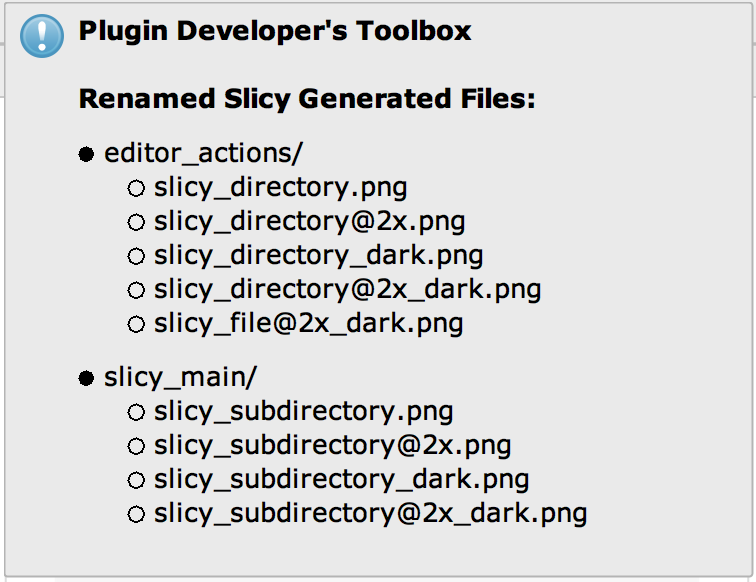 Plugin Developer's Toolbox
Renamed Slicy Generated Files:
editor_actions/
slicy_directory.png
slicy_directory@2x.png
slicy_directory_dark.png
slicy_directory@2x_dark.png
slicy_file@2x_dark.png
slicy_main/
slicy_subdirectory.png
slicy_subdirectory@2x.png
slicy_subdirectory_dark.png
slicy_subdirectory@2x_dark.png